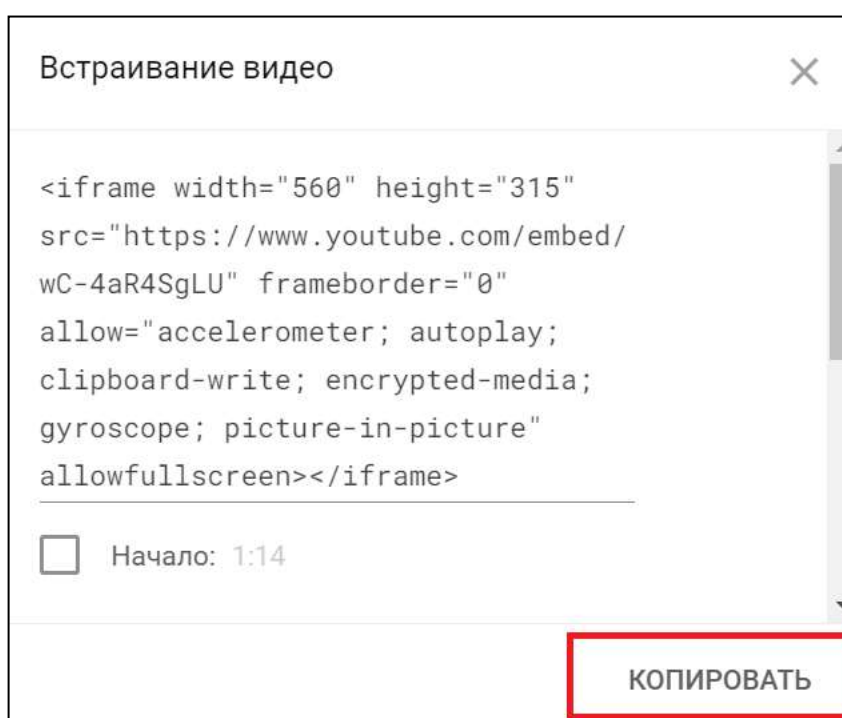 Встраивание видео
<iframe width="560" height="315"
src="https://www.youtube.com/embed/
wC-4aR4SgLU" frameborder="0"
allow="accelerometer; autoplay;
clipboard-write; encrypted-media;
gyroscope; picture-in-picture"
allowfullscreen></iframe>
Начало: 1:14
КОПИРОВАТЬ